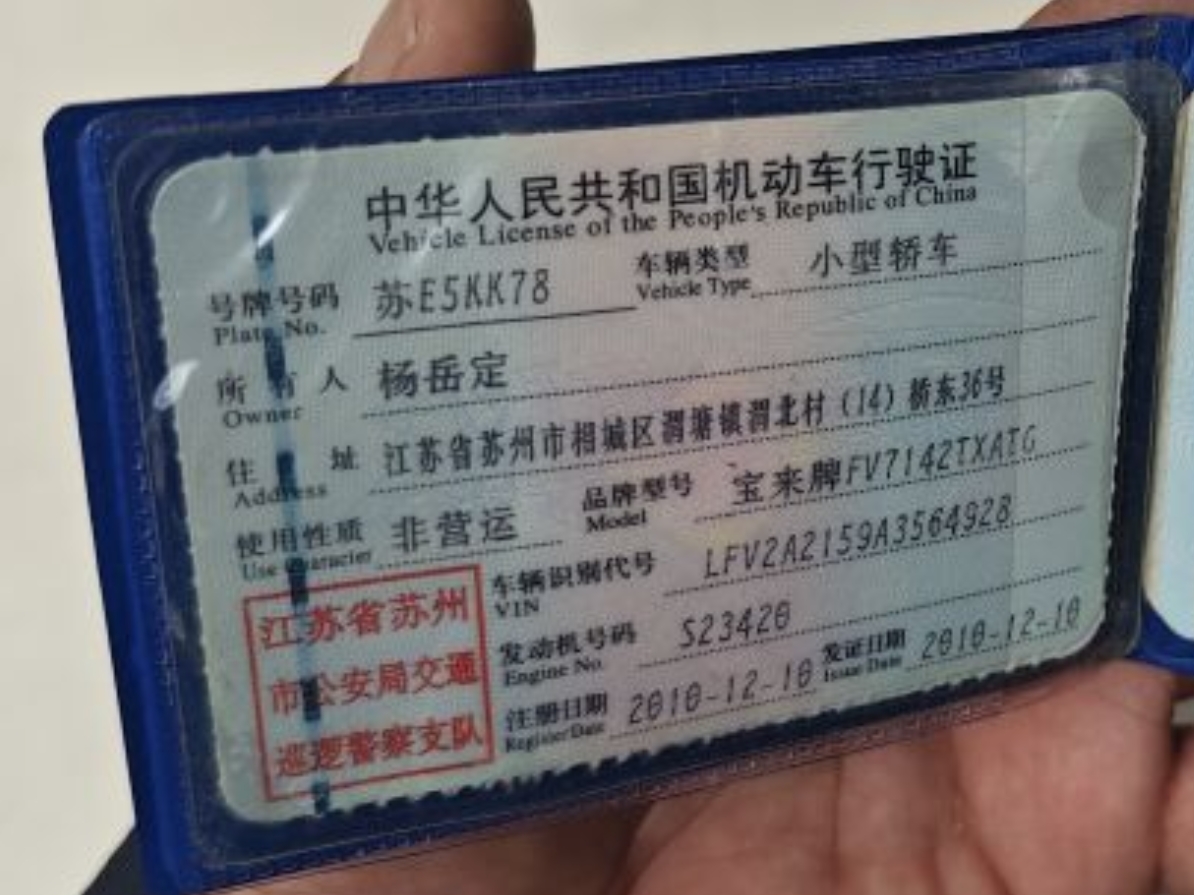 中华人民共和国机动车行驶证
Vehicle License of the People's Republic of China
号牌号码 苏E5KK78 车辆类型 小型轿车
Plate No. Vehicle Type
所有人 杨岳定
Owner
住址 江苏省苏州市相城区渭塘镇渭北村（14）桥东36号
Address
使用性质 非营运 品牌型号 宝来牌FV7142TXATG
Use Character Model
车辆识别代号 LFV2A2159A3564928
VIN
发动机号码 S23420
Engine No.
注册日期 2010-12-10 发证日期 2010-12-10
Register Date Issue Date
江苏省苏州
市公安局交通
巡逻警察支队